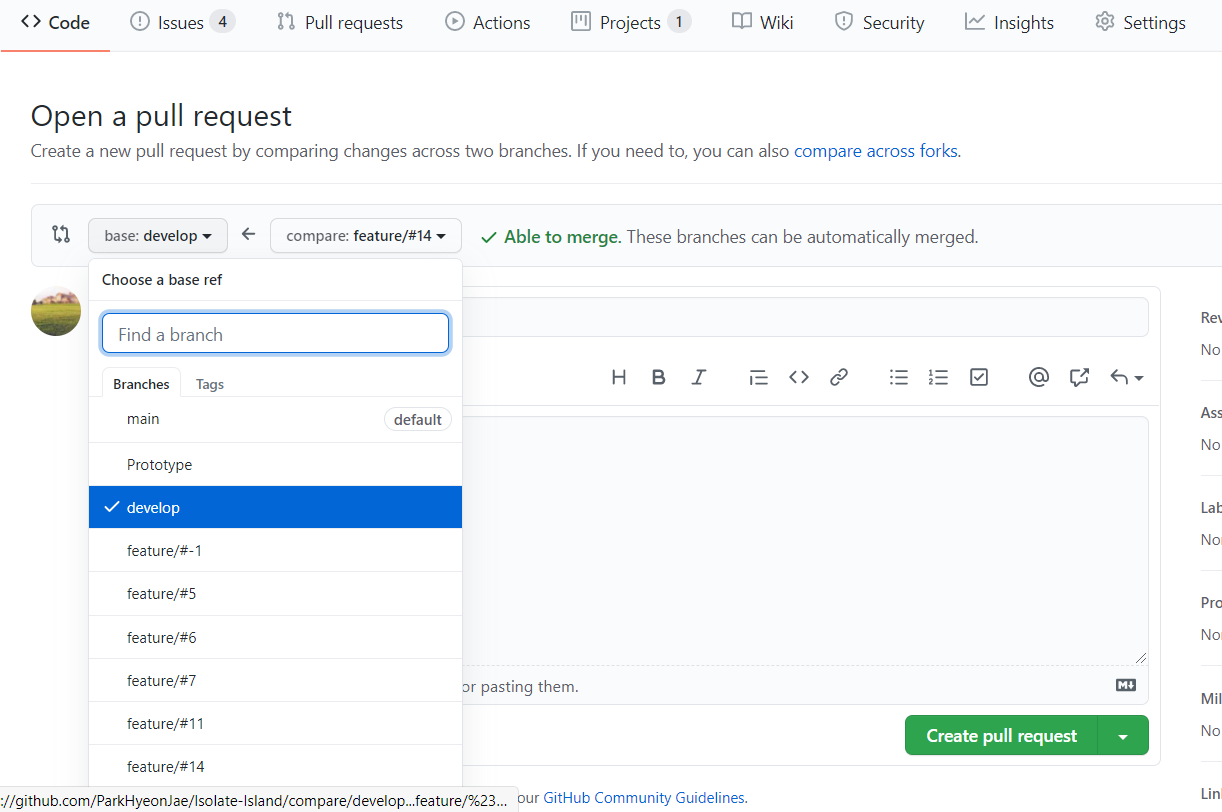 Code Issues 4 Pull requests Actions Projects 1 Wiki Security Insights Settings
Open a pull request
Create a new pull request by comparing changes across two branches. If you need to, you can also compare across forks.
base: develop compare: feature/#14 Able to merge. These branches can be automatically merged.
Choose a base ref
Find a branch
Branches Tags
main default
Prototype
develop
feature/#-1
feature/#5
feature/#6
feature/#7
feature/#11
feature/#14
H B I
Rev
No
Ass
No
Lab
Non
Pro
Non
Mil
No
Lin
or pasting them.
Create pull request
://github.com/ParkHyeonJae/Isolate-Island/compare/develop...feature/%23...
our GitHub Community Guidelines.